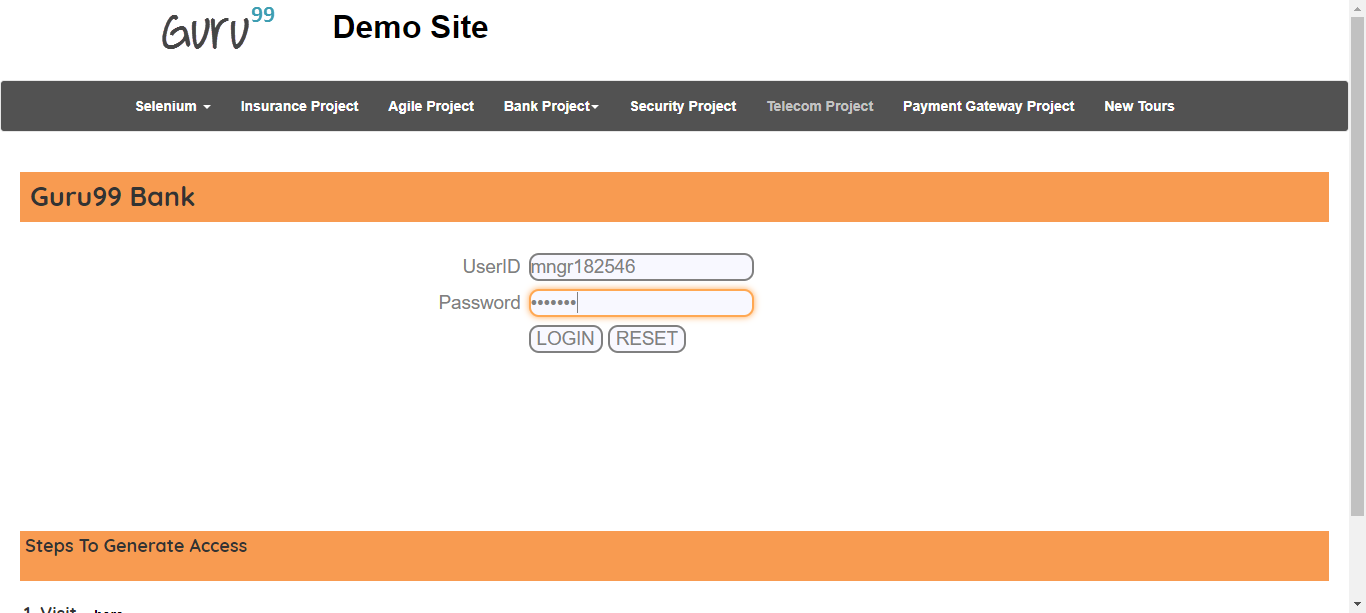 Guru99 Demo Site
Selenium Insurance Project Agile Project Bank Project Security Project Telecom Project Payment Gateway Project New Tours
Guru99 Bank
UserID mngr182546
Password •••••••
LOGIN RESET
Steps To Generate Access
1. Visit - here